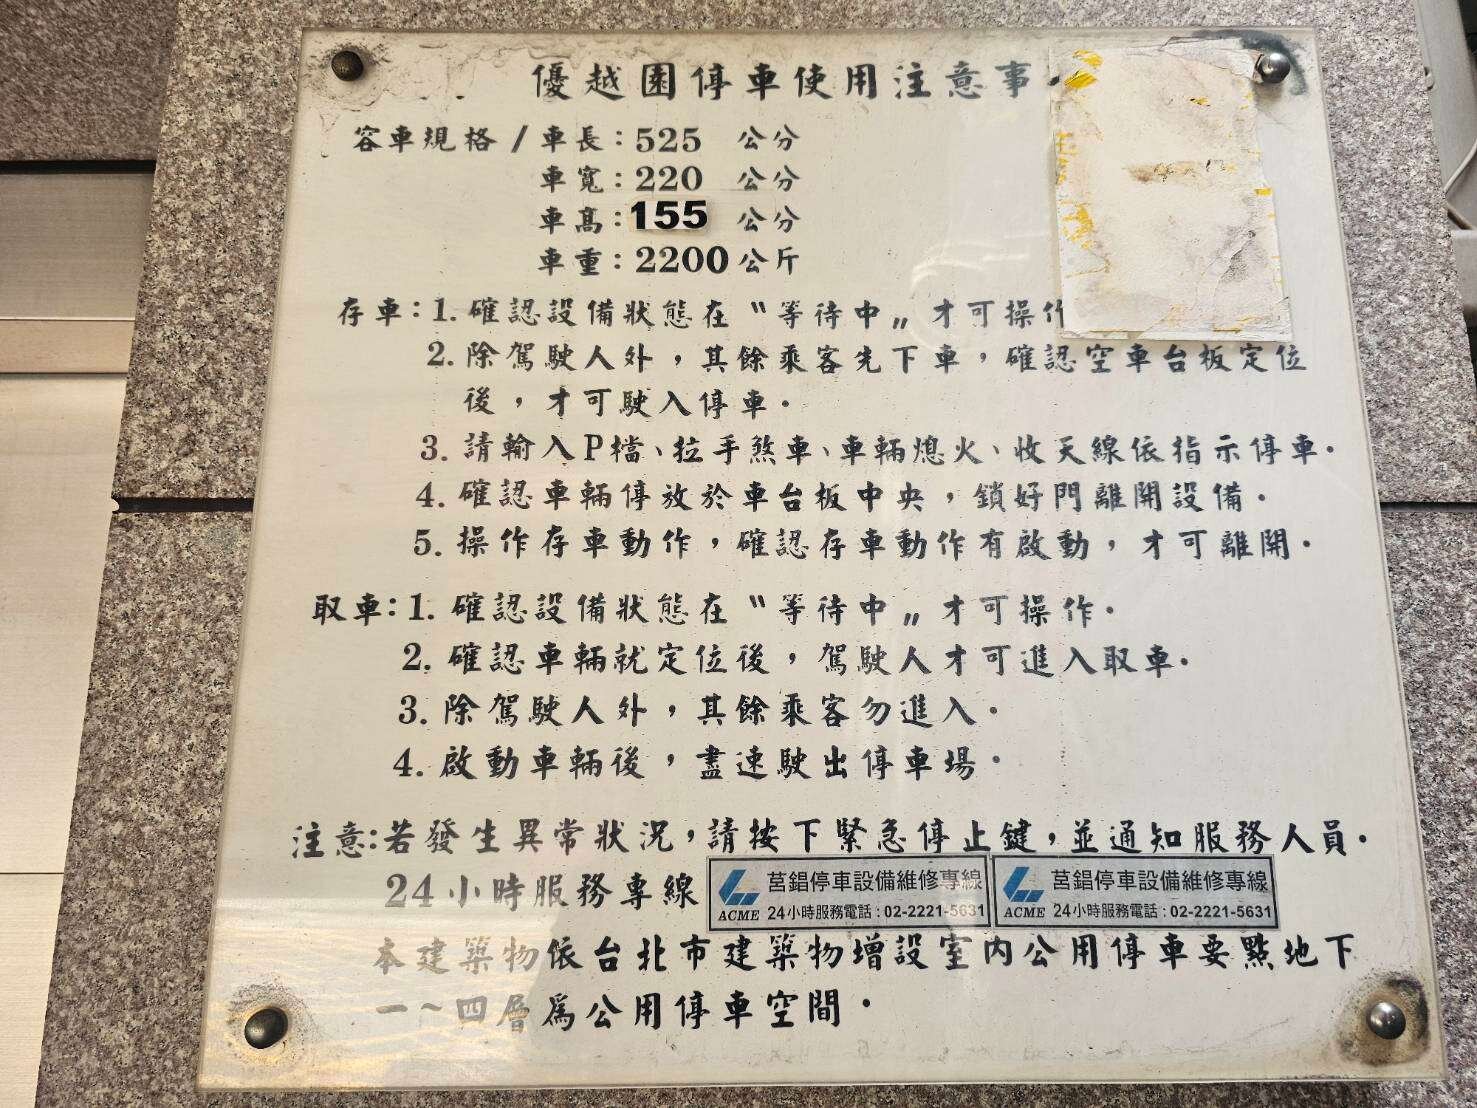 優越園停車使用注意事
容車規格/車長:525 公分
車寬:220 公分
車高:155 公分
車重:2200公斤
存車:1. 確認設備狀態在〝等待中〞才可操作
2. 除駕駛人外,其餘乘客先下車,確認空車台板定位
後,才可駛入停車。
3. 請輸入P檔、拉手煞車、車輛熄火、收天線依指示停車。
4. 確認車輛停放於車台板中央,鎖好門離開設備。
5. 操作存車動作,確認存車動作有啟動,才可離開。
取車:1. 確認設備狀態在〝等待中〞才可操作。
2. 確認車輛就定位後,駕駛人才可進入取車。
3. 除駕駛人外,其餘乘客勿進入。
4. 啟動車輛後,盡速駛出停車場。
注意:若發生異常狀況,請按下緊急停止鍵,並通知服務人員。
24小時服務專線
ACME 莒錩停車設備維修專線
24小時服務電話:02-2221-5631
ACME 莒錩停車設備維修專線
24小時服務電話:02-2221-5631
本建築物依台北市建築物增設室內公用停車要點地下
一~四層為公用停車空間。